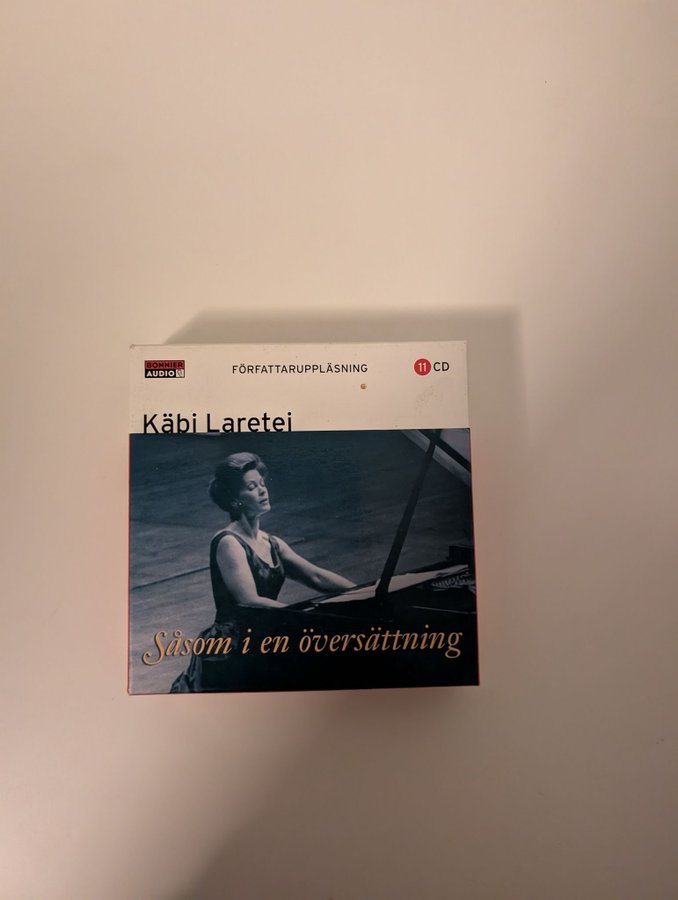 BONNIER
AUDIO
FÖRFATTARUPPLÄSNING
11 CD
Käbi Laretei
Såsom i en översättning